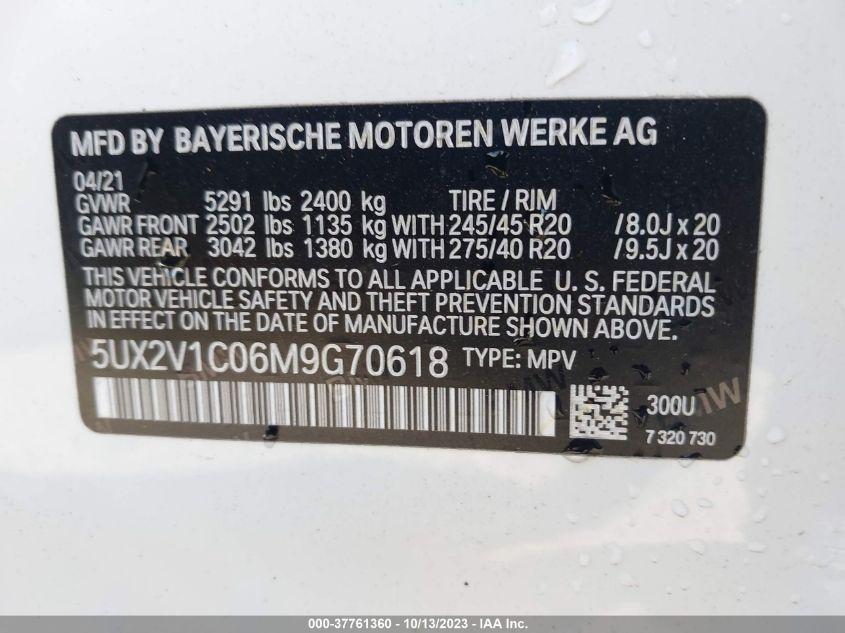 MFD BY BAYERISCHE MOTOREN WERKE AG
04/21
GVWR 5291 lbs 2400 kg TIRE / RIM
GAWR FRONT 2502 lbs 1135 kg WITH 245/45 R20 /8.0J x 20
GAWR REAR 3042 lbs 1380 kg WITH 275/40 R20 /9.5J x 20
THIS VEHICLE CONFORMS TO ALL APPLICABLE U. S. FEDERAL
MOTOR VEHICLE SAFETY AND THEFT PREVENTION STANDARDS
IN EFFECT ON THE DATE OF MANUFACTURE SHOWN ABOVE.
5UX2V1C06M9G70618 TYPE: MPV
300U
7 320 730
000-37761360 - 10/13/2023 - IAA Inc.